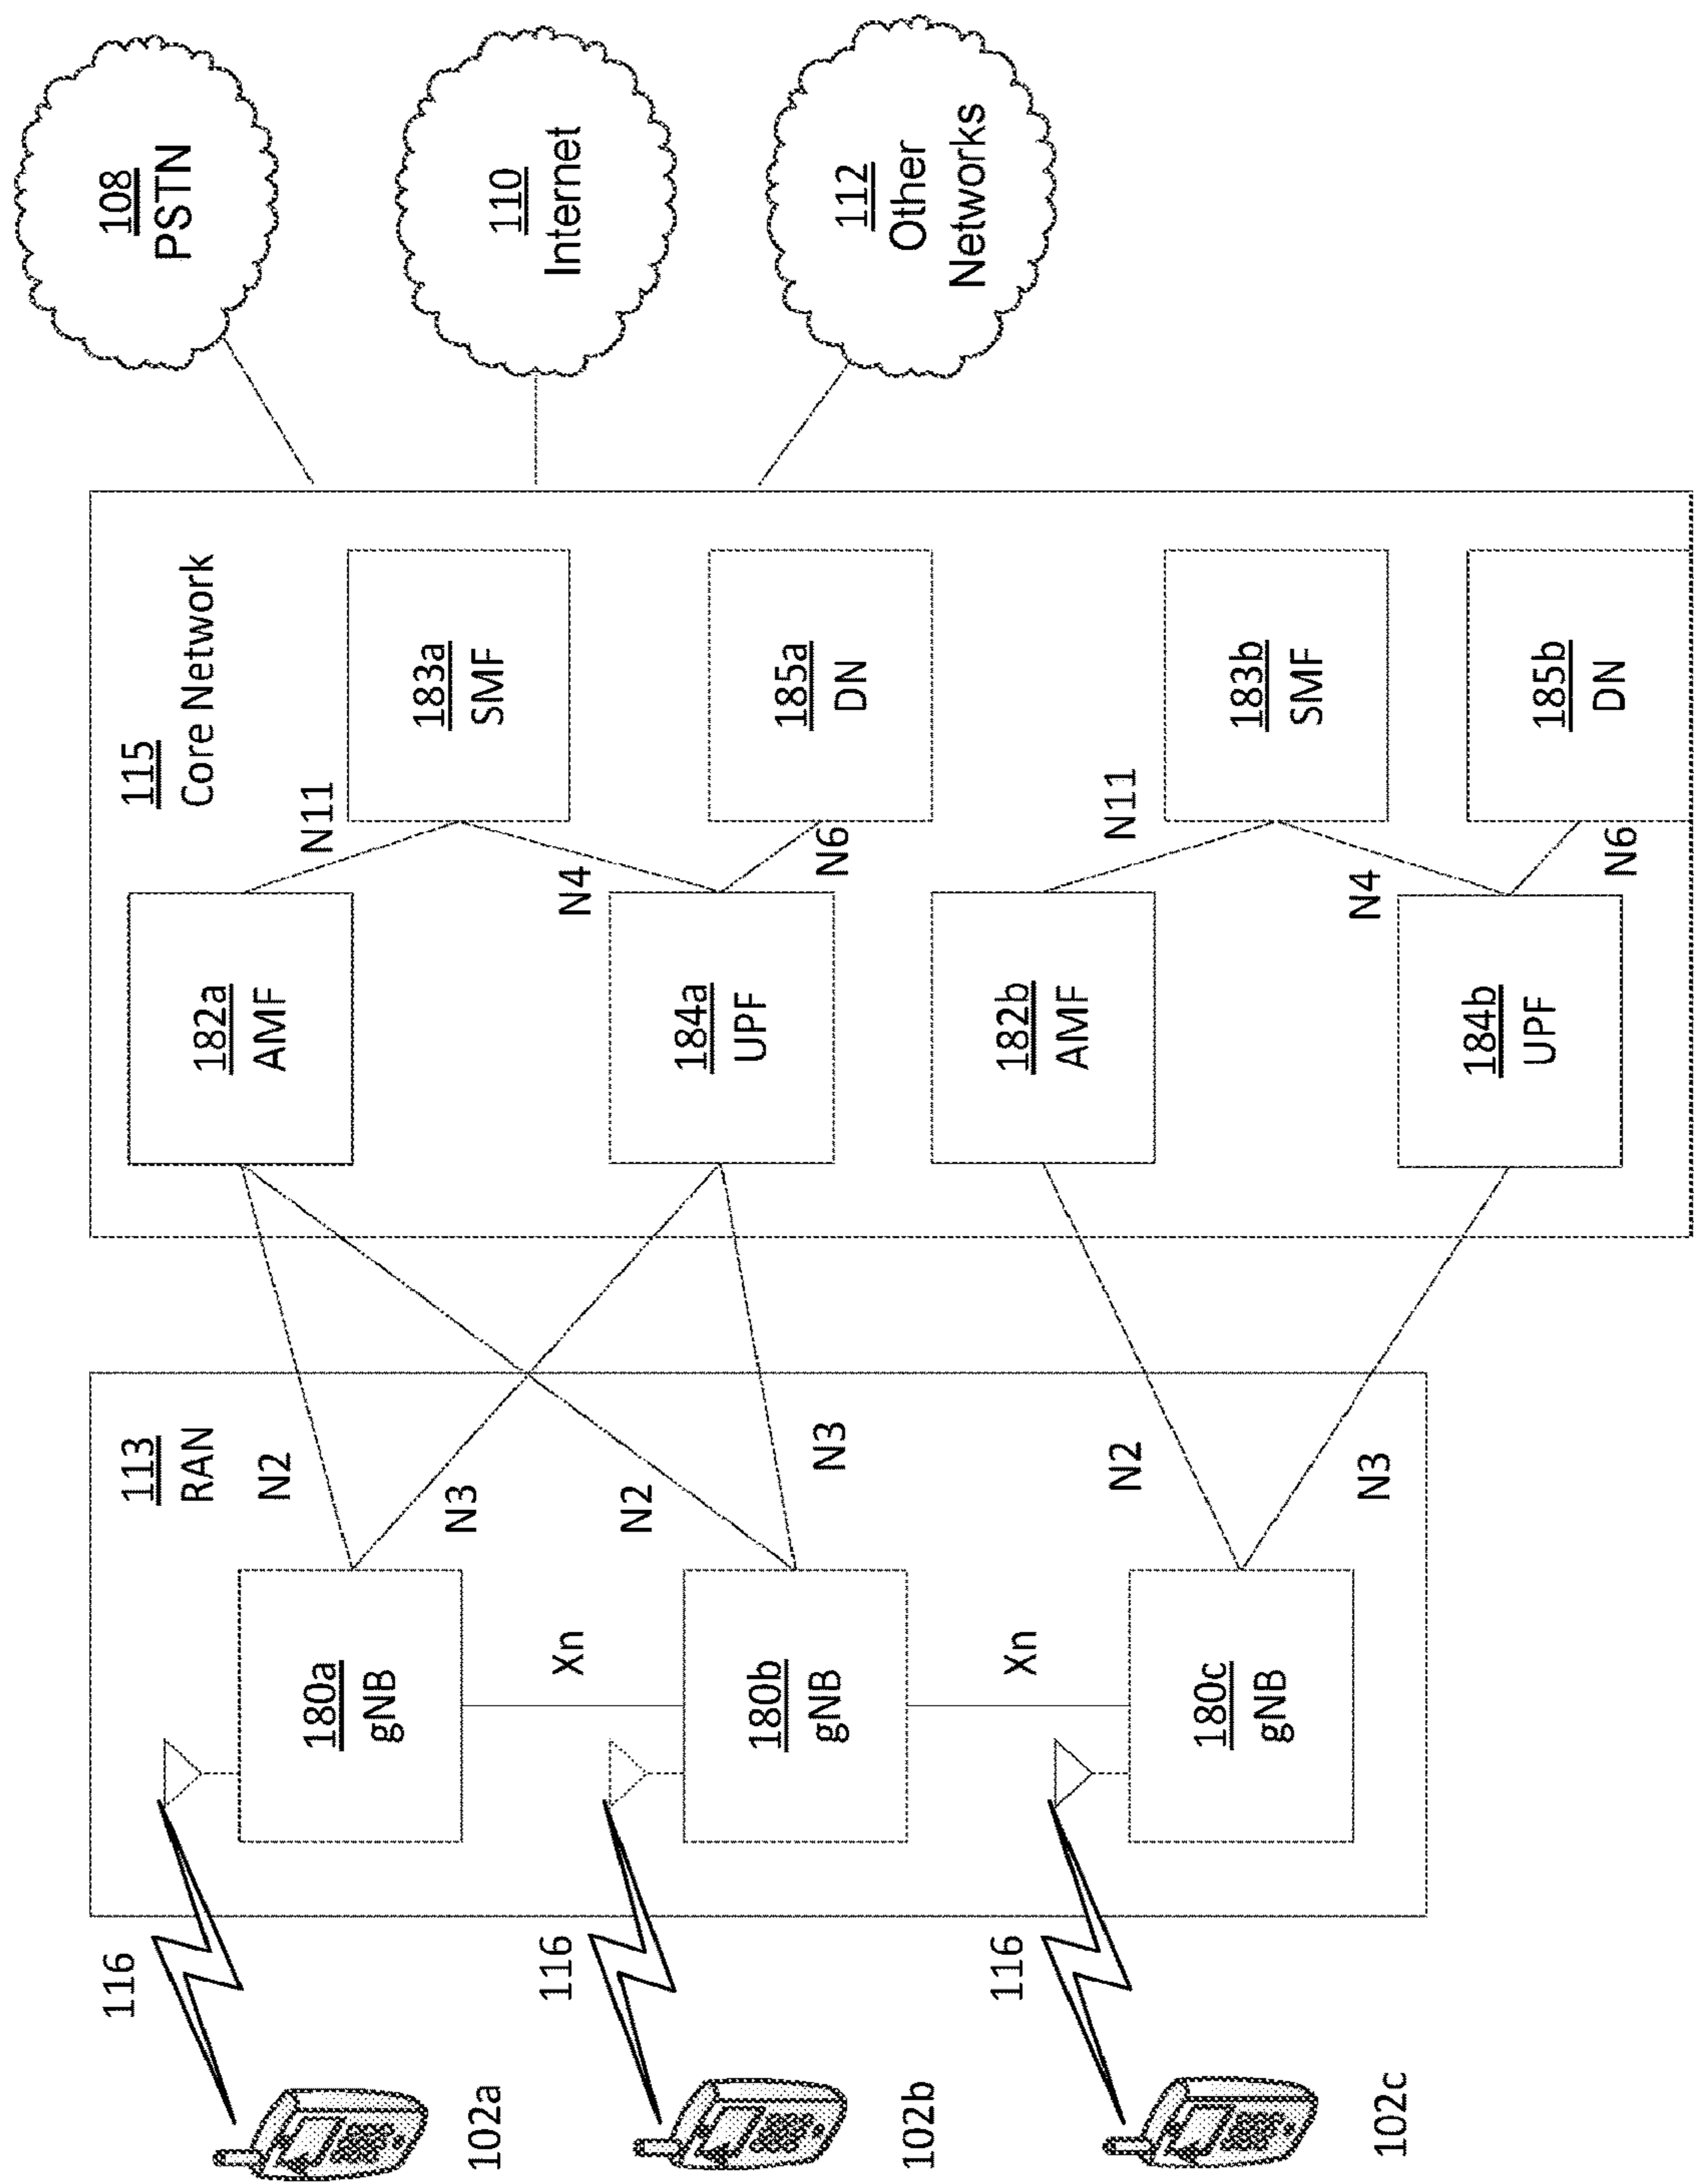 102a
102b
102c
116
116
116
113
RAN
180a
gNB
180b
gNB
180c
gNB
Xn
Xn
N2
N3
N2
N3
N2
N3
115
Core Network
182a
AMF
184a
UPF
182b
AMF
184b
UPF
N11
N4
N6
N11
N4
N6
183a
SMF
185a
DN
183b
SMF
185b
DN
108
PSTN
110
Internet
112
Other
Networks